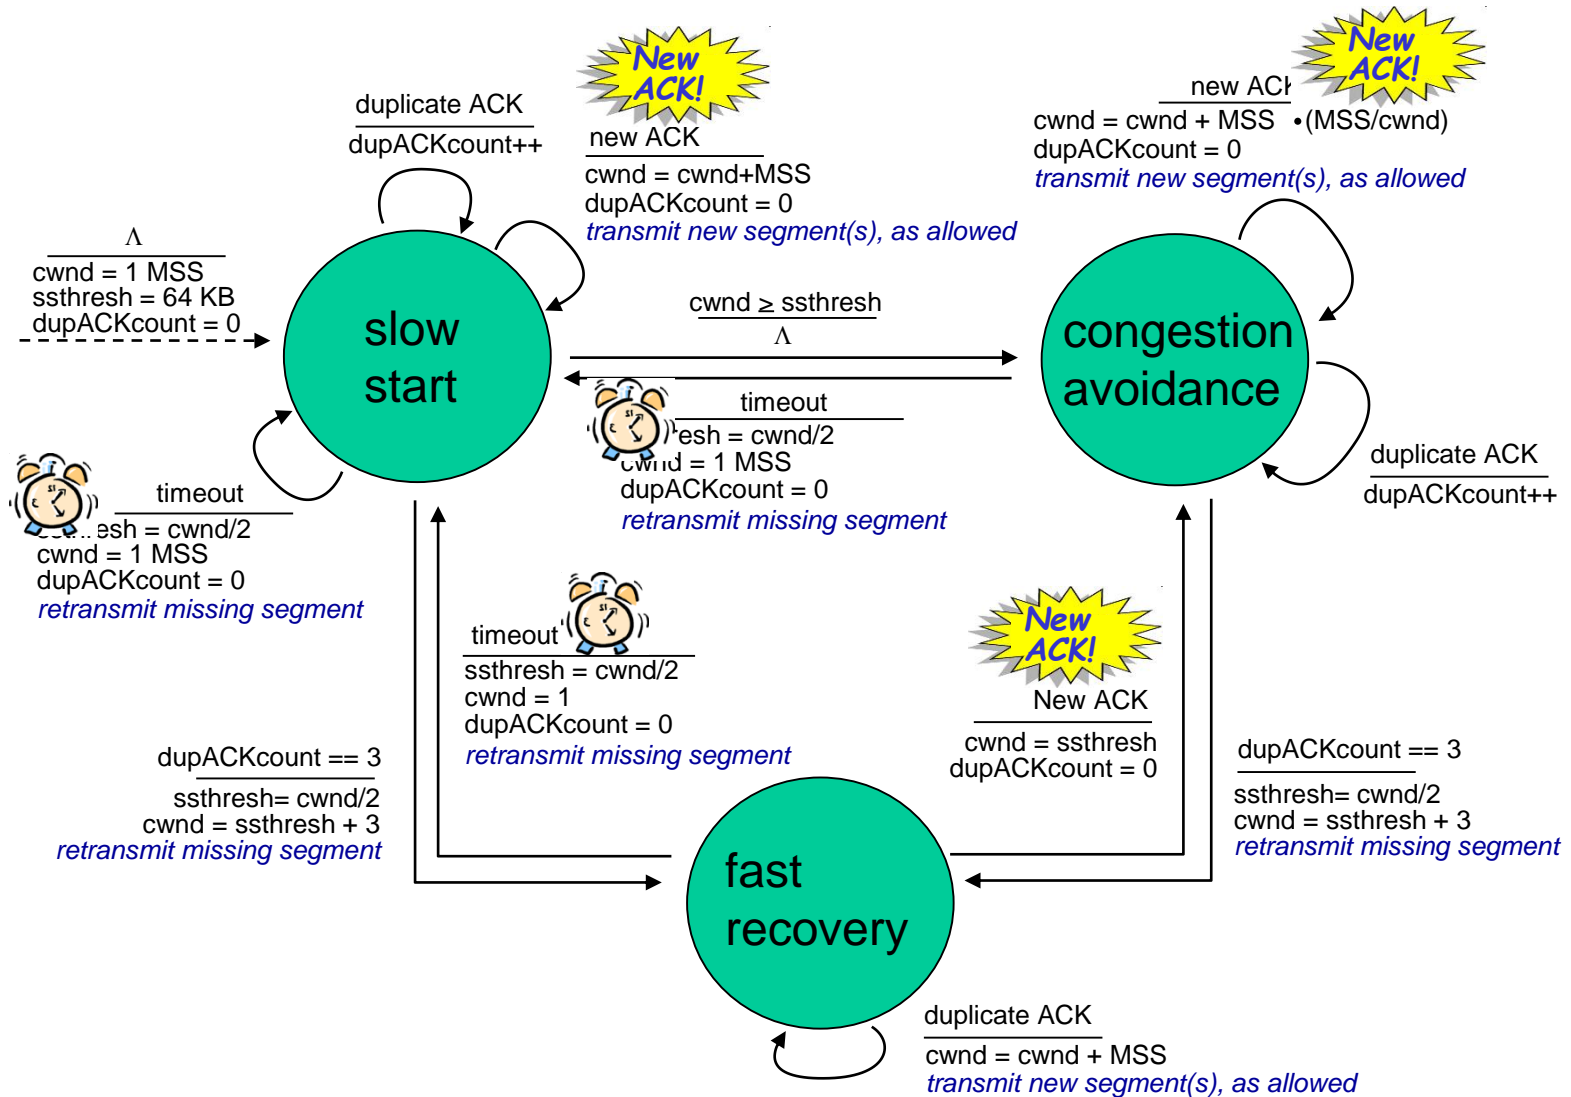 New
ACK!
duplicate ACK
dupACKcount++
new ACK
cwnd = cwnd+MSS
dupACKcount = 0
transmit new segment(s), as allowed
New
ACK!
new
cwnd = cwnd + MSS •(MSS/cwnd)
dupACKcount = 0
transmit new segment(s), as allowed
Λ
cwnd = 1 MSS
ssthresh = 64 KB
dupACKcount = 0
slow
start
cwnd ≥ ssthresh
Λ
congestion
avoidance
timeout
= cwnd/2
cwnd = 1 MSS
dupACKcount = 0
retransmit missing segment
duplicate ACK
dupACKcount++
timeout
= cwnd/2
cwnd = 1 MSS
dupACKcount = 0
retransmit missing segment
timeout
ssthresh = cwnd/2
cwnd = 1
dupACKcount = 0
retransmit missing segment
New
ACK!
New ACK
cwnd = ssthresh
dupACKcount = 0
dupACKcount == 3
ssthresh= cwnd/2
cwnd = ssthresh + 3
retransmit missing segment
dupACKcount == 3
ssthresh= cwnd/2
cwnd = ssthresh + 3
retransmit missing segment
fast
recovery
duplicate ACK
cwnd = cwnd + MSS
transmit new segment(s), as allowed